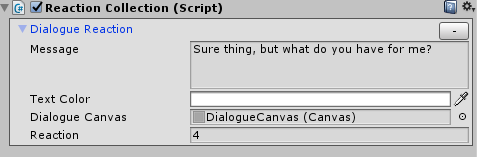 Reaction Collection (Script)
Dialogue Reaction
-
Message
Sure thing, but what do you have for me?
Text Color
Dialogue Canvas
DialogueCanvas (Canvas)
Reaction
4